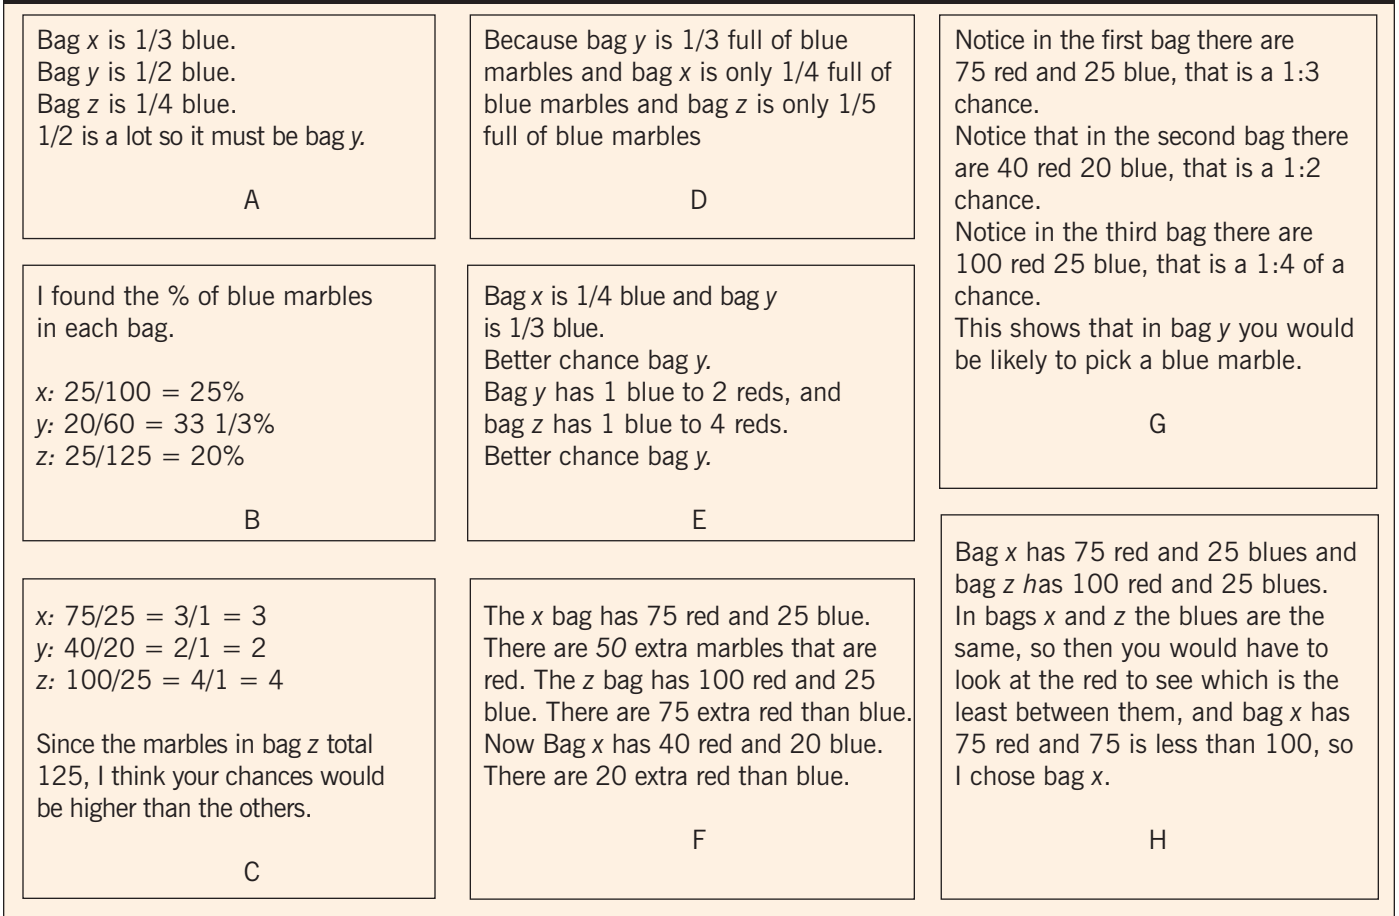 Bag x is 1/3 blue.
Bag y is 1/2 blue.
Bag z is 1/4 blue.
1/2 is a lot so it must be bag y.
A
I found the % of blue marbles
in each bag.
x: 25/100 = 25%
y: 20/60 = 33 1/3%
z: 25/125 = 20%
B
x: 75/25 = 3/1 = 3
y: 40/20 = 2/1 = 2
z: 100/25 = 4/1 = 4
Since the marbles in bag z total
125, I think your chances would
be higher than the others.
C
Because bag y is 1/3 full of blue
marbles and bag x is only 1/4 full of
blue marbles and bag z is only 1/5
full of blue marbles
D
Bag x is 1/4 blue and bag y
is 1/3 blue.
Better chance bag y.
Bag y has 1 blue to 2 reds, and
bag z has 1 blue to 4 reds.
Better chance bag y.
E
The x bag has 75 red and 25 blue.
There are 50 extra marbles that are
red. The z bag has 100 red and 25
blue. There are 75 extra red than blue.
Now Bag x has 40 red and 20 blue.
There are 20 extra red than blue.
F
Notice in the first bag there are
75 red and 25 blue, that is a 1:3
chance.
Notice that in the second bag there
are 40 red 20 blue, that is a 1:2
chance.
Notice in the third bag there are
100 red 25 blue, that is a 1:4 of a
chance.
This shows that in bag y you would
be likely to pick a blue marble.
G
Bag x has 75 red and 25 blues and
bag z has 100 red and 25 blues.
In bags x and z the blues are the
same, so then you would have to
look at the red to see which is the
least between them, and bag x has
75 red and 75 is less than 100, so
I chose bag x.
H